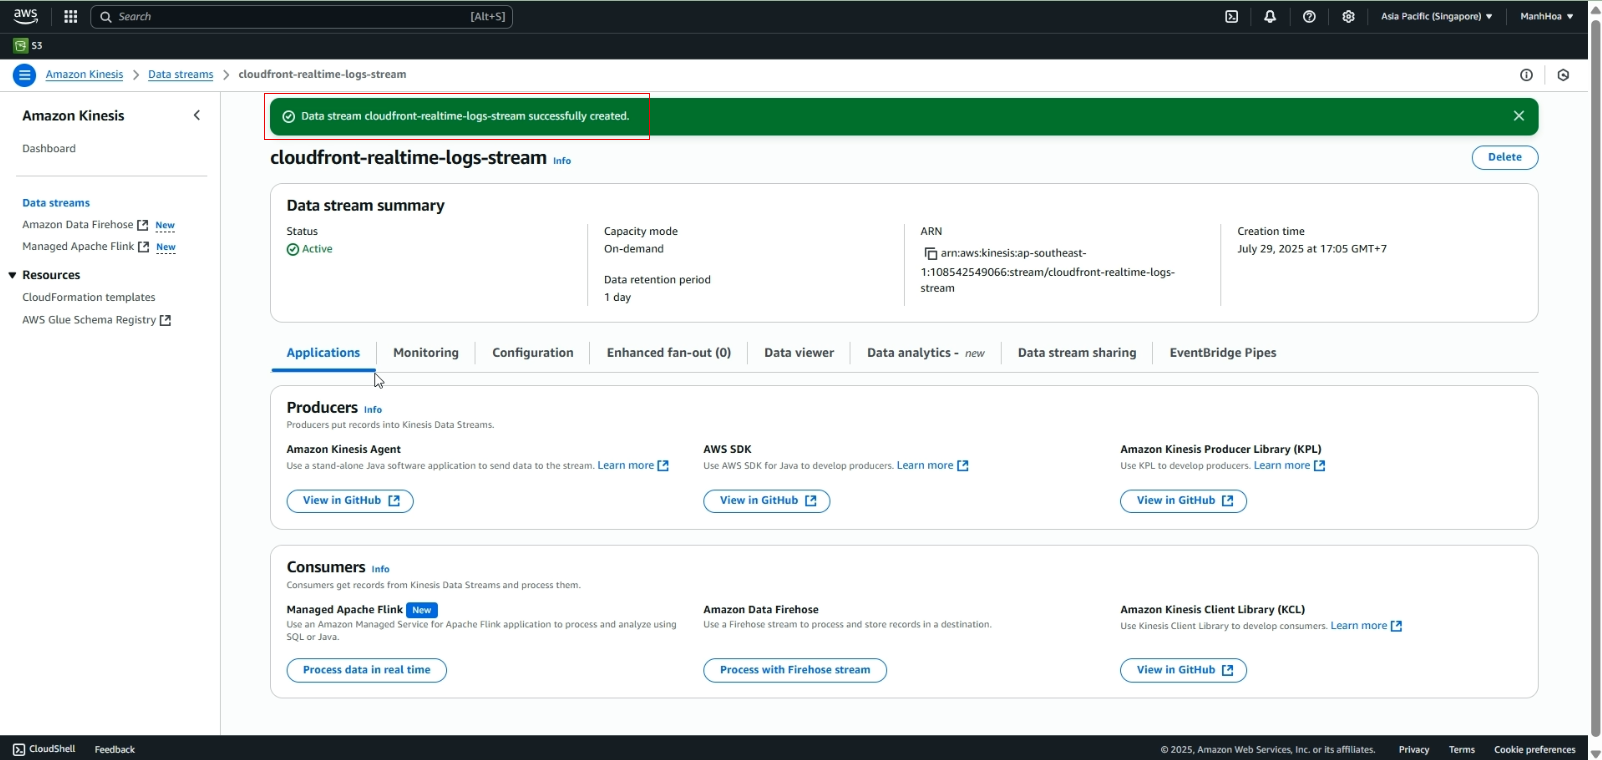 aws Search [Alt+S] Asia Pacific (Singapore) ManhHoa
S3
Amazon Kinesis Data streams cloudfront-realtime-logs-stream
Amazon Kinesis
Dashboard
Data streams
Amazon Data Firehose New
Managed Apache Flink New
Resources
CloudFormation templates
AWS Glue Schema Registry
Data stream cloudfront-realtime-logs-stream successfully created.
cloudfront-realtime-logs-stream Info
Delete
Data stream summary
Status
Active
Capacity mode
On-demand
Data retention period
1 day
ARN
arn:aws:kinesis:ap-southeast-
1:108542549066:stream/cloudfront-realtime-logs-
stream
Creation time
July 29, 2025 at 17:05 GMT+7
Applications Monitoring Configuration Enhanced fan-out (0) Data viewer Data analytics - new Data stream sharing EventBridge Pipes
Producers Info
Producers put records into Kinesis Data Streams.
Amazon Kinesis Agent
Use a stand-alone Java software application to send data to the stream. Learn more
View in GitHub
AWS SDK
Use AWS SDK for Java to develop producers. Learn more
View in GitHub
Amazon Kinesis Producer Library (KPL)
Use KPL to develop producers. Learn more
View in GitHub
Consumers Info
Consumers get records from Kinesis Data Streams and process them.
Managed Apache Flink New
Use an Amazon Managed Service for Apache Flink application to process and analyze using
SQL or Java.
Process data in real time
Amazon Data Firehose
Use a Firehose stream to process and store records in a destination.
Process with Firehose stream
Amazon Kinesis Client Library (KCL)
Use Kinesis Client Library to develop consumers. Learn more
View in GitHub
CloudShell Feedback © 2025, Amazon Web Services, Inc. or its affiliates. Privacy Terms Cookie preferences